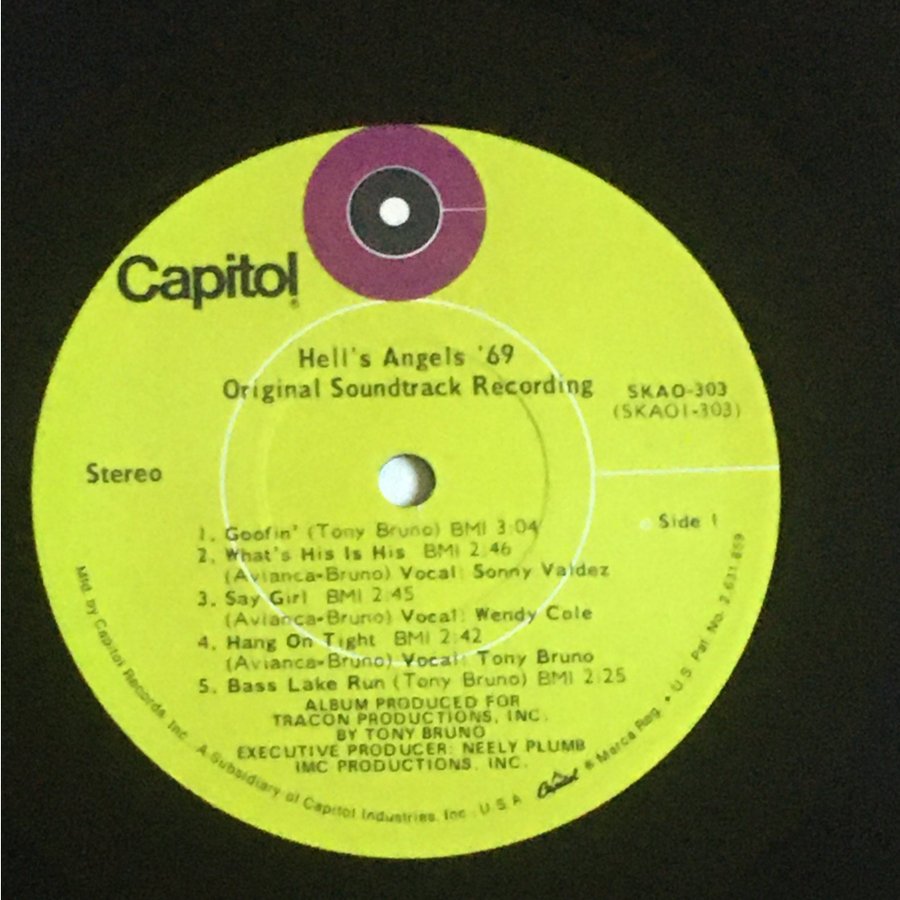 Capitol®
Hell's Angels '69
Original Soundtrack Recording
SKAO-303
(SKAO1-303)
Stereo
Side 1
1. Goofin' (Tony Bruno) BMI 3:04
2. What's His Is His BMI 2:46
(Avianca-Bruno) Vocal: Sonny Valdez
3. Say Girl BMI 2:45
(Avianca-Bruno) Vocal: Wendy Cole
4. Hang On Tight BMI 2:42
(Avianca-Bruno) Vocal: Tony Bruno
5. Bass Lake Run (Tony Bruno) BMI 2:25
ALBUM PRODUCED FOR
TRACON PRODUCTIONS, INC.
BY TONY BRUNO
EXECUTIVE PRODUCER: NEELY PLUMB
IMC PRODUCTIONS, INC.
Mfd. by Capitol Records, Inc. A Subsidiary of Capitol Industries, Inc. U.S.A. Capitol ® Marca Reg. • U.S. Pat. No. 2,631,859